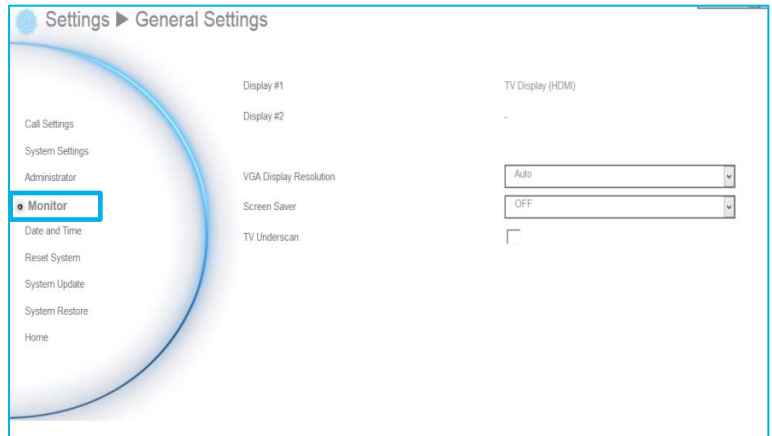 Settings ▶ General Settings
Display #1 TV Display (HDMI)
Display #2 -
Call Settings
System Settings
Administrator
VGA Display Resolution Auto
Monitor
Screen Saver OFF
Date and Time
TV Underscan
Reset System
System Update
System Restore
Home